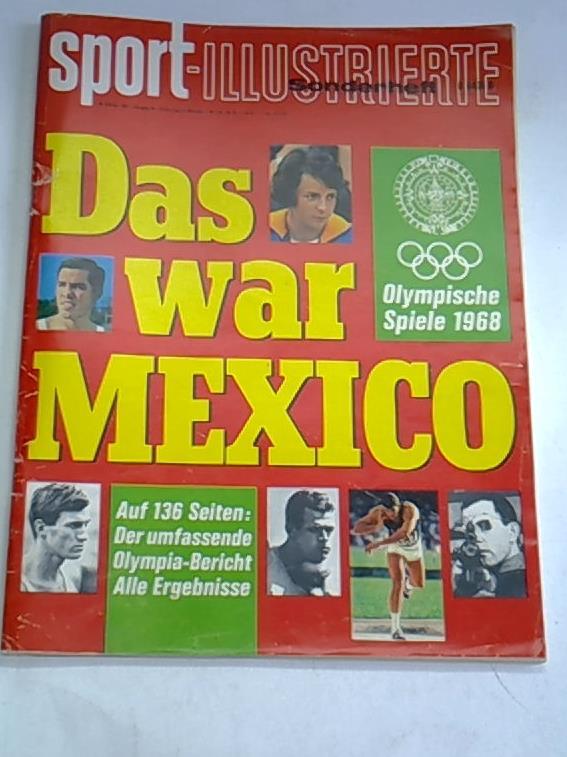 sport-ILLUSTRIERTE
Sonderheft
Das
war
MEXICO
Olympische
Spiele 1968
Auf 136 Seiten:
Der umfassende
Olympia-Bericht
Alle Ergebnisse